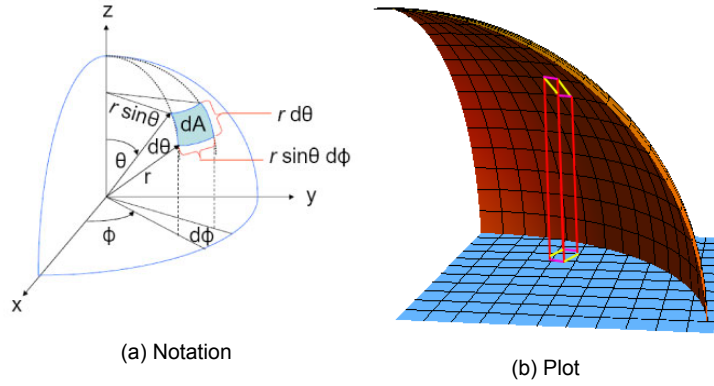 z
r sinθ
dA
r dθ
dθ
θ
r
r sinθ dϕ
y
ϕ
dϕ
x
(a) Notation
(b) Plot